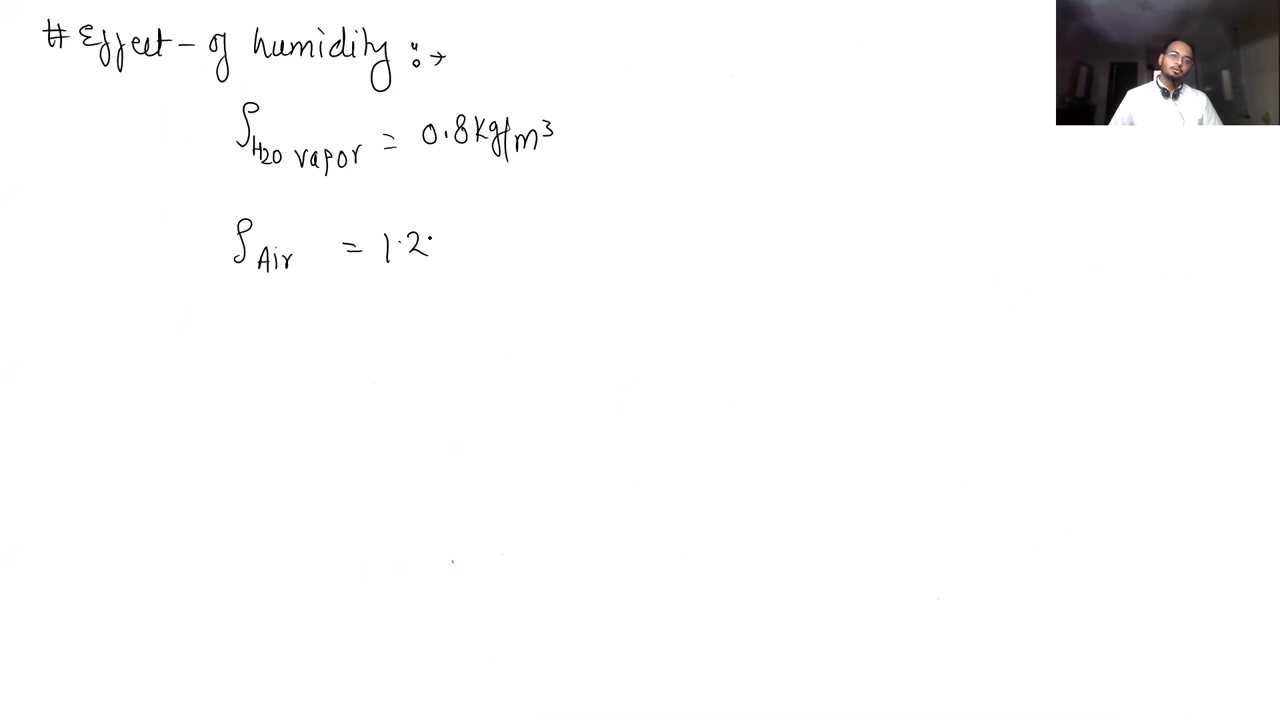 # Effect- of humidity :→
ρH₂O vapor = 0.8 kg/m³
ρAir = 1.2